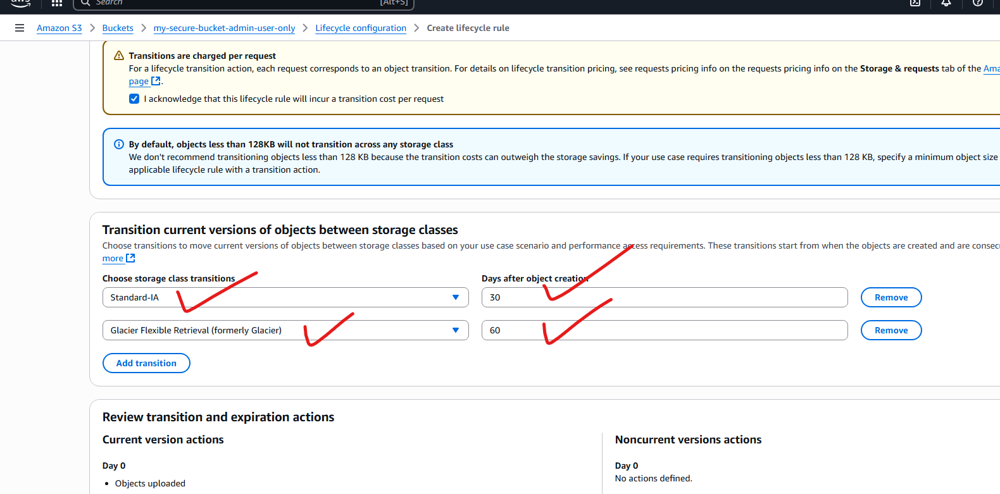 aws
Search
[Alt+S]
Amazon S3 > Buckets > my-secure-bucket-admin-user-only > Lifecycle configuration > Create lifecycle rule
Transitions are charged per request
For a lifecycle transition action, each request corresponds to an object transition. For details on lifecycle transition pricing, see requests pricing info on the requests pricing info on the Storage & requests tab of the Ama
page .
I acknowledge that this lifecycle rule will incur a transition cost per request
By default, objects less than 128KB will not transition across any storage class
We don't recommend transitioning objects less than 128 KB because the transition costs can outweigh the storage savings. If your use case requires transitioning objects less than 128 KB, specify a minimum object size
applicable lifecycle rule with a transition action.
Transition current versions of objects between storage classes
Choose transitions to move current versions of objects between storage classes based on your use case scenario and performance access requirements. These transitions start from when the objects are created and are consec
more
Choose storage class transitions
Days after object creation
Standard-IA
30
Remove
Glacier Flexible Retrieval (formerly Glacier)
60
Remove
Add transition
Review transition and expiration actions
Current version actions
Day 0
Objects uploaded
Noncurrent versions actions
Day 0
No actions defined.